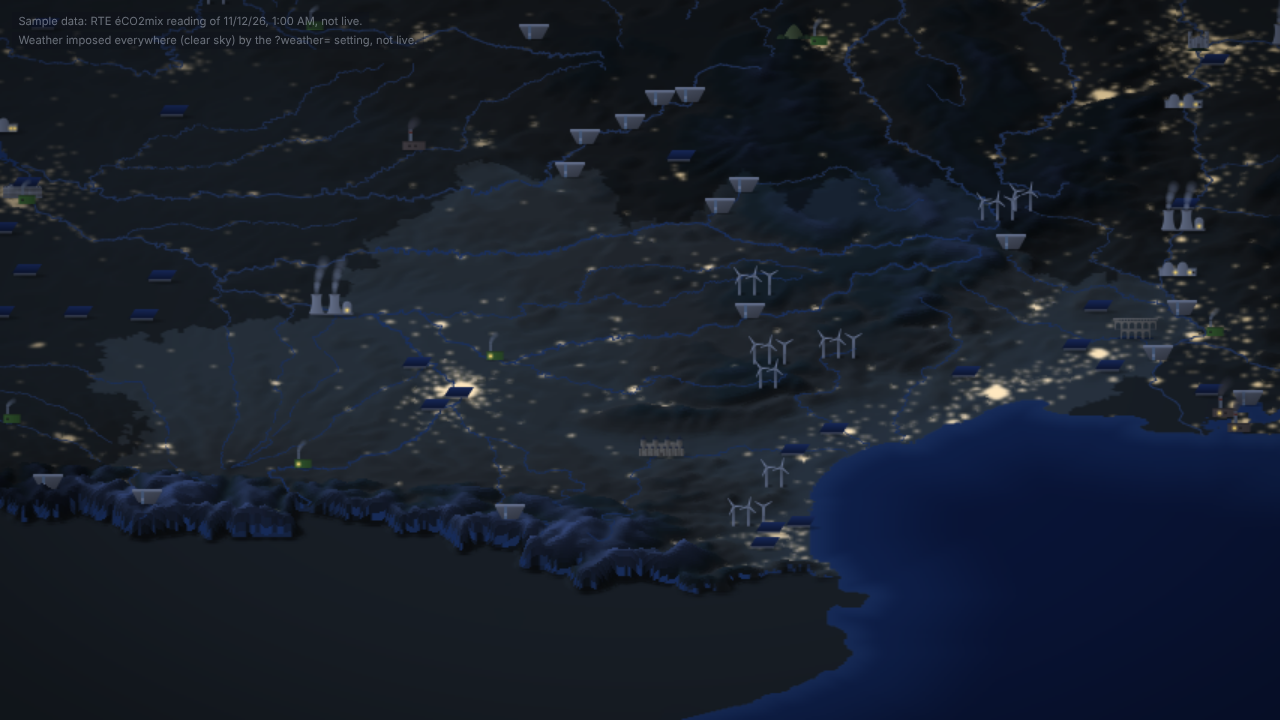 Sample data: RTE éCO2mix reading of 11/12/26, 1:00 AM, not live.
Weather imposed everywhere (clear sky) by the ?weather= setting, not live.